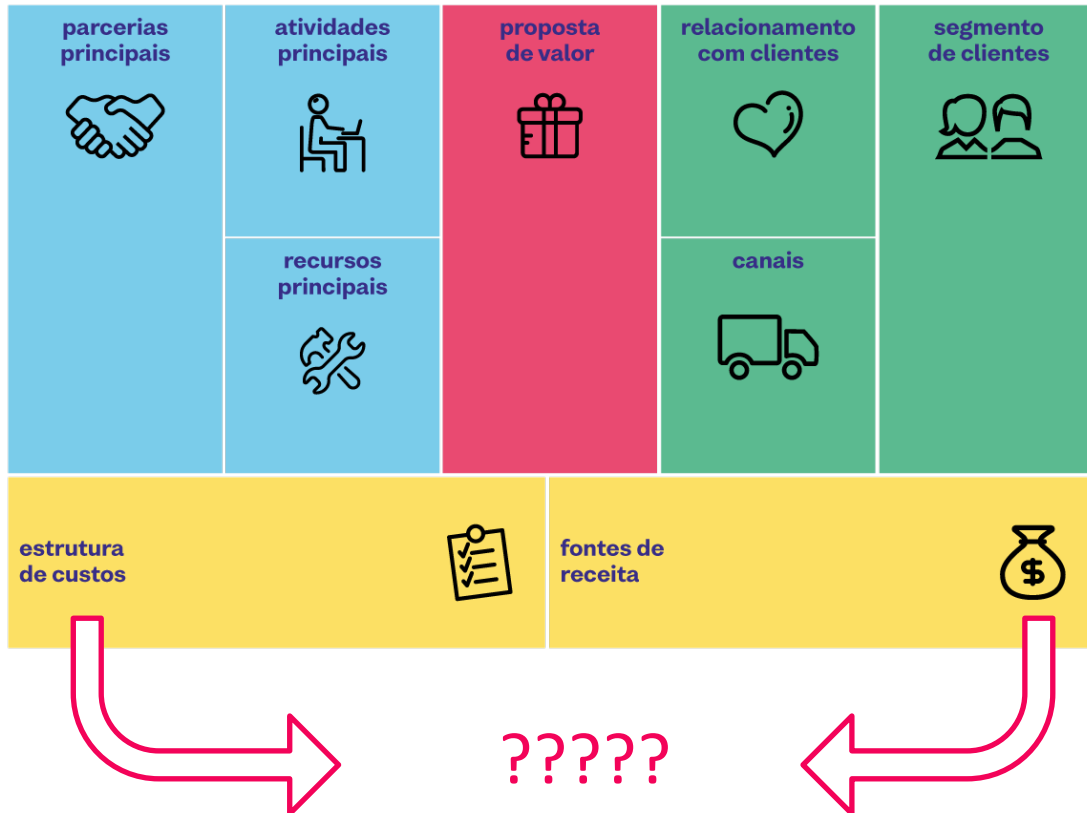 parcerias
principais
atividades
principais
proposta
de valor
relacionamento
com clientes
segmento
de clientes
recursos
principais
canais
estrutura
de custos
fontes de
receita
$
?????